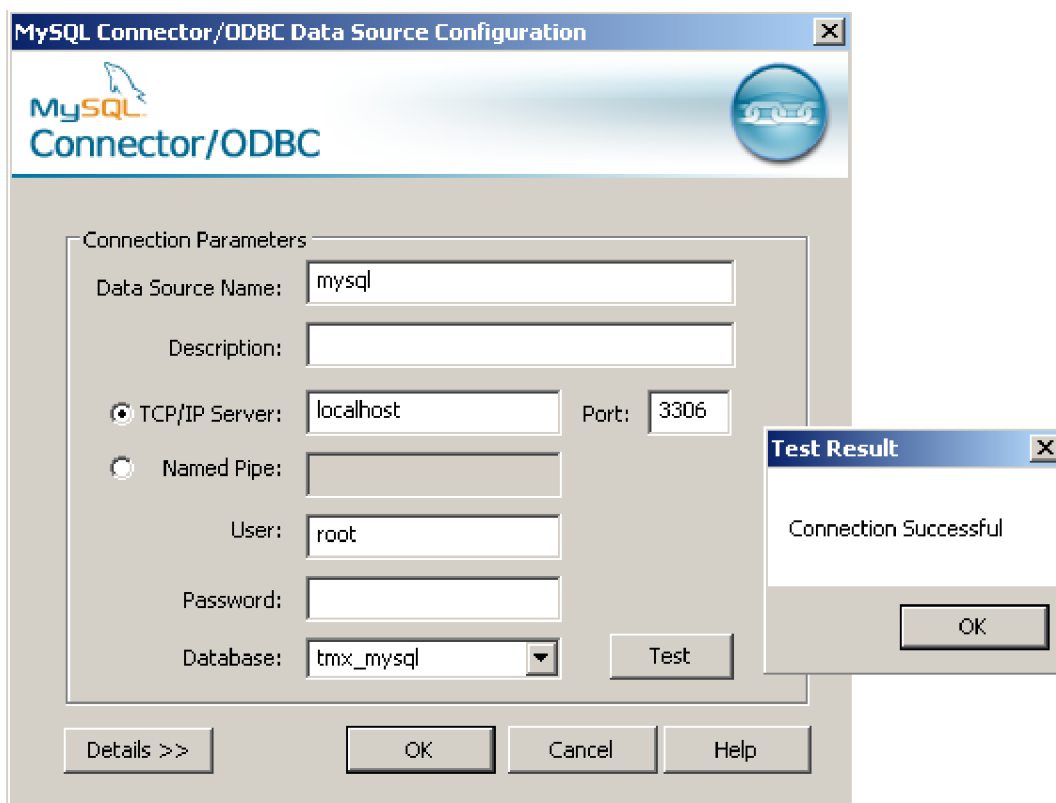 MySQL Connector/ODBC Data Source Configuration
MySQL
Connector/ODBC
Connection Parameters
Data Source Name: mysql
Description:
TCP/IP Server: localhost Port: 3306
Named Pipe:
User: root
Password:
Database: tmx_mysql Test
Details >> OK Cancel Help
Test Result
Connection Successful
OK